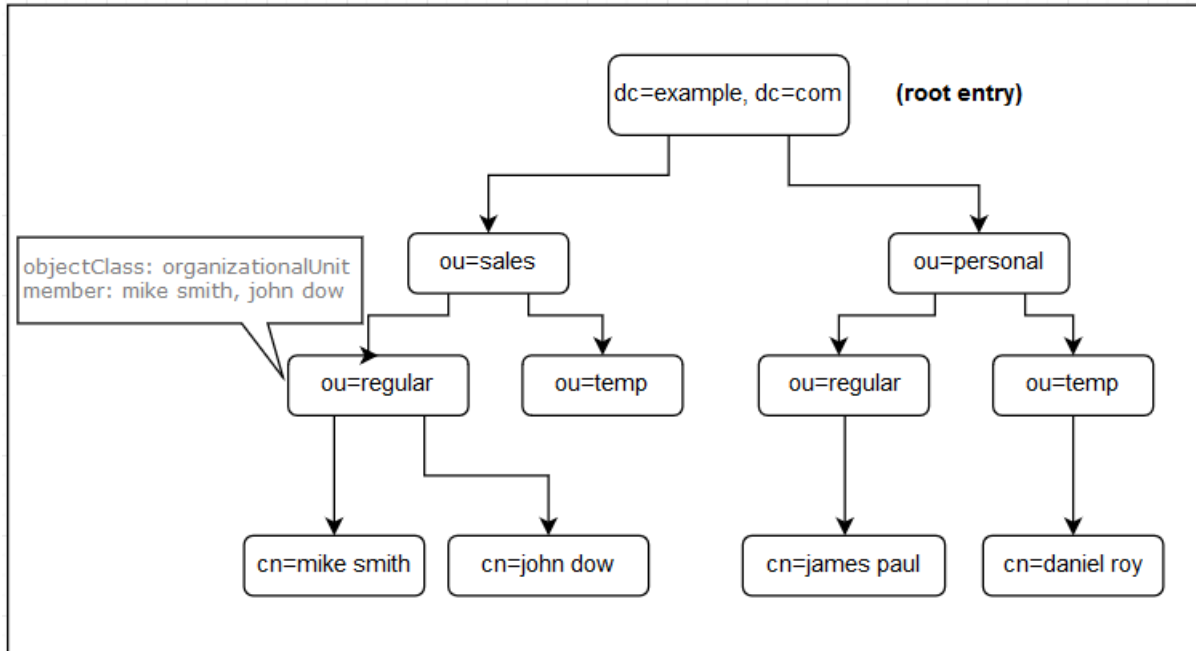 dc=example, dc=com
(root entry)
ou=sales
ou=personal
objectClass: organizationalUnit
member: mike smith, john dow
ou=regular
ou=temp
ou=regular
ou=temp
cn=mike smith
cn=john dow
cn=james paul
cn=daniel roy